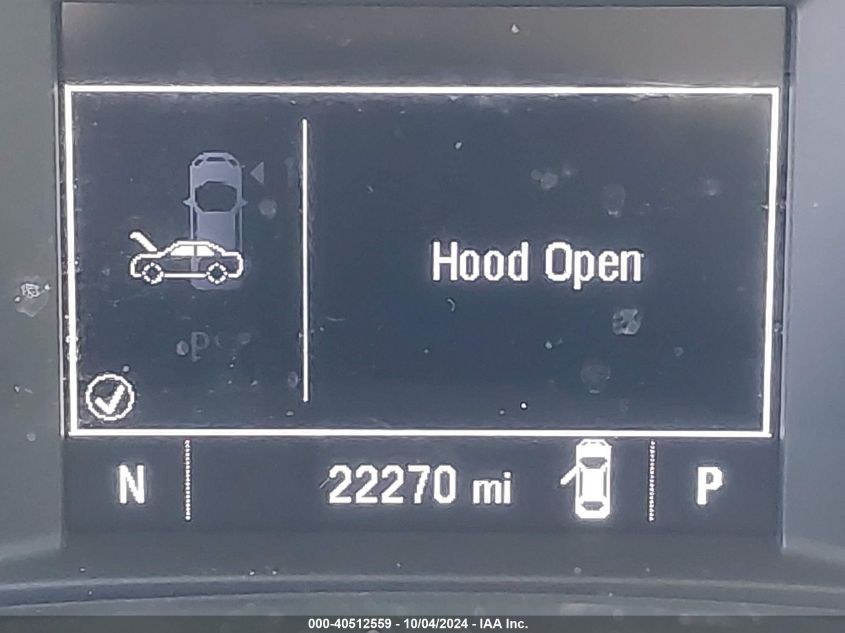 Hood Open
P
N 22270 mi P
000-40512559 - 10/04/2024 - IAA Inc.